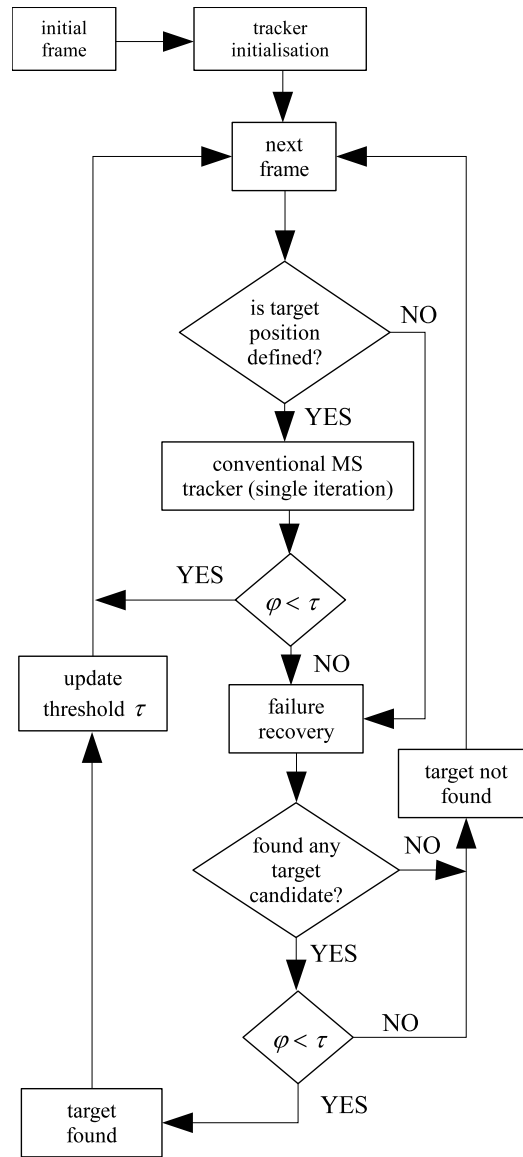 initial
frame
tracker
initialisation
next
frame
is target
position
defined?
NO
YES
conventional MS
tracker (single iteration)
YES
φ < τ
NO
update
threshold τ
failure
recovery
target not
found
found any
target
candidate?
NO
YES
φ < τ
NO
YES
target
found